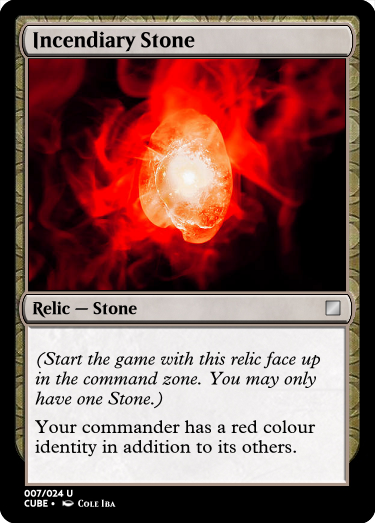 Incendiary Stone
Relic — Stone
(Start the game with this relic face up
in the command zone. You may only
have one Stone.)
Your commander has a red colour
identity in addition to its others.
007/024 U
CUBE • Cole Iba